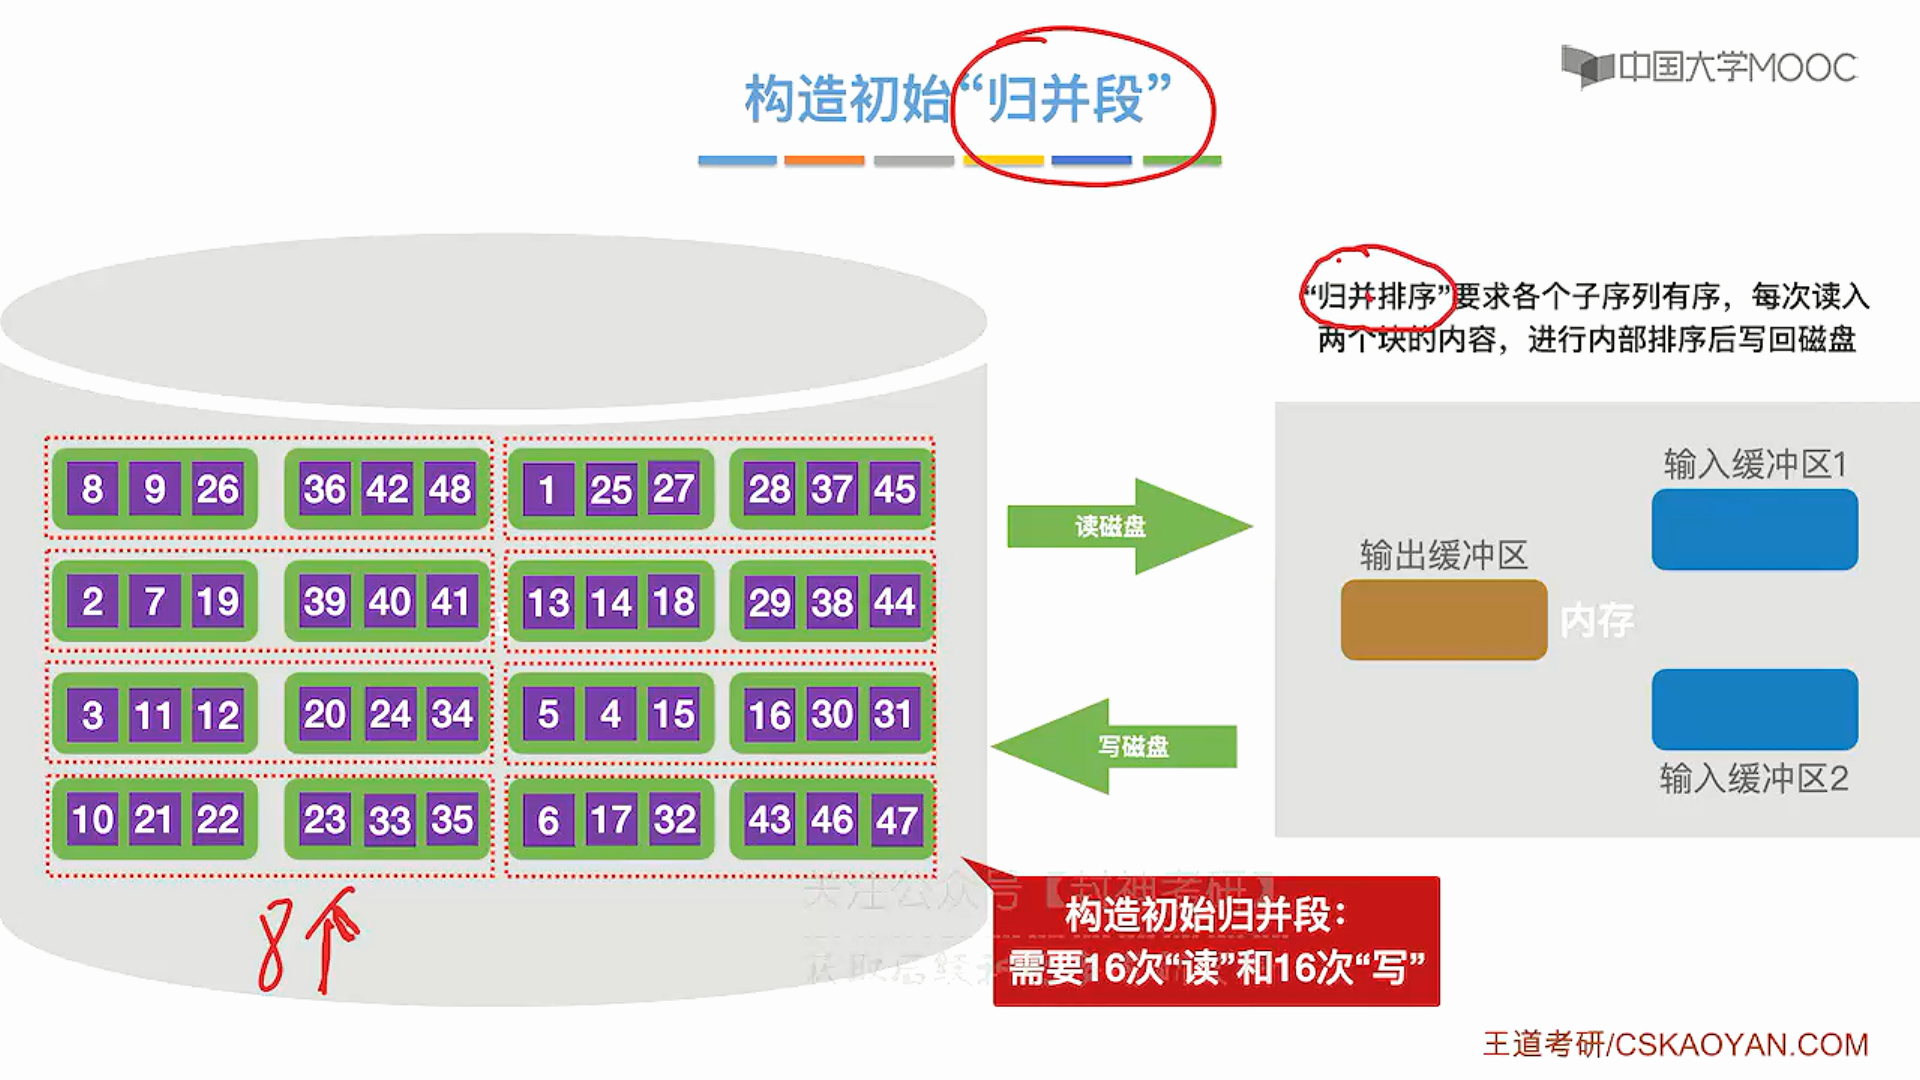 构造初始“归并段”
中国大学MOOC
“归并排序”要求各个子序列有序，每次读入
两个块的内容，进行内部排序后写回磁盘
8 9 26 36 42 48 1 25 27 28 37 45
2 7 19 39 40 41 13 14 18 29 38 44
3 11 12 20 24 34 5 4 15 16 30 31
10 21 22 23 33 35 6 17 32 43 46 47
8个
读磁盘
写磁盘
输入缓冲区1
输出缓冲区
内存
输入缓冲区2
关注公众号【封神考研】
构造初始归并段：
需要16次“读”和16次“写”
王道考研/CSKAOYAN.COM